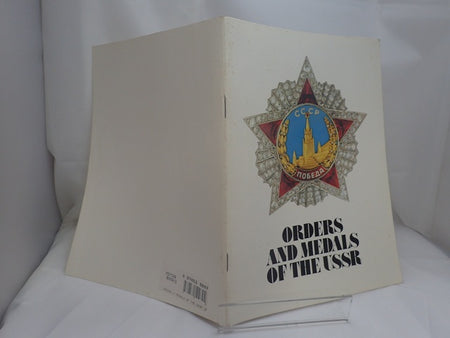 СССР
ПОБЕДА
ORDERS
AND MEDALS
OF THE USSR